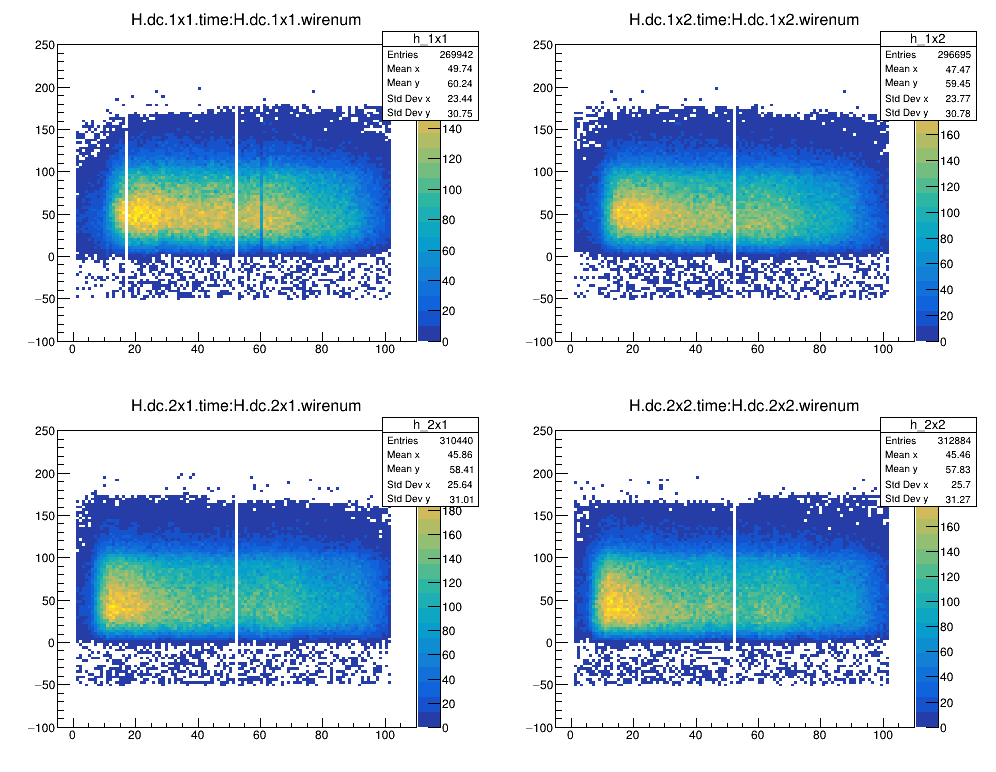 H.dc.1x1.time:H.dc.1x1.wirenum
h_1x1
Entries 269942
Mean x 49.74
Mean y 60.24
Std Dev x 23.44
Std Dev y 30.75
250
200
150
100
50
0
−50
−100
0 20 40 60 80 100
140
120
100
80
60
40
20
0
H.dc.1x2.time:H.dc.1x2.wirenum
h_1x2
Entries 296695
Mean x 47.47
Mean y 59.45
Std Dev x 23.77
Std Dev y 30.78
250
200
150
100
50
0
−50
−100
0 20 40 60 80 100
160
140
120
100
80
60
40
20
0
H.dc.2x1.time:H.dc.2x1.wirenum
h_2x1
Entries 310440
Mean x 45.86
Mean y 58.41
Std Dev x 25.64
Std Dev y 31.01
250
200
150
100
50
0
−50
−100
0 20 40 60 80 100
180
160
140
120
100
80
60
40
20
0
H.dc.2x2.time:H.dc.2x2.wirenum
h_2x2
Entries 312884
Mean x 45.46
Mean y 57.83
Std Dev x 25.7
Std Dev y 31.27
250
200
150
100
50
0
−50
−100
0 20 40 60 80 100
160
140
120
100
80
60
40
20
0